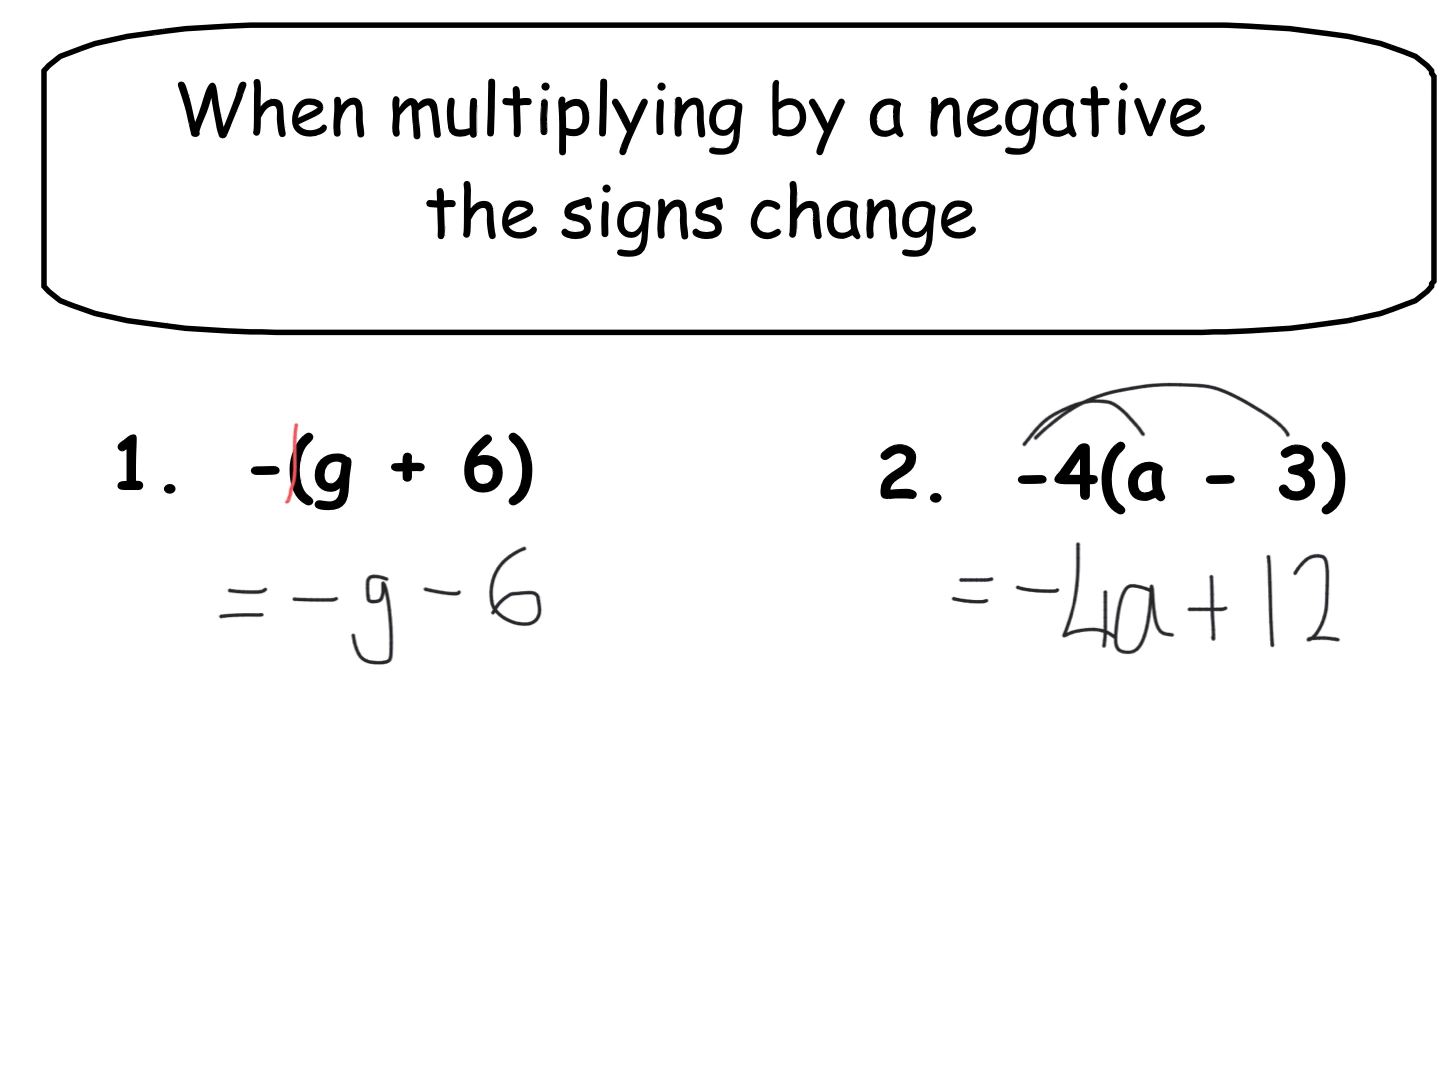 When multiplying by a negative
the signs change
1. -(g + 6)
= -g - 6
2. -4(a - 3)
= -4a + 12